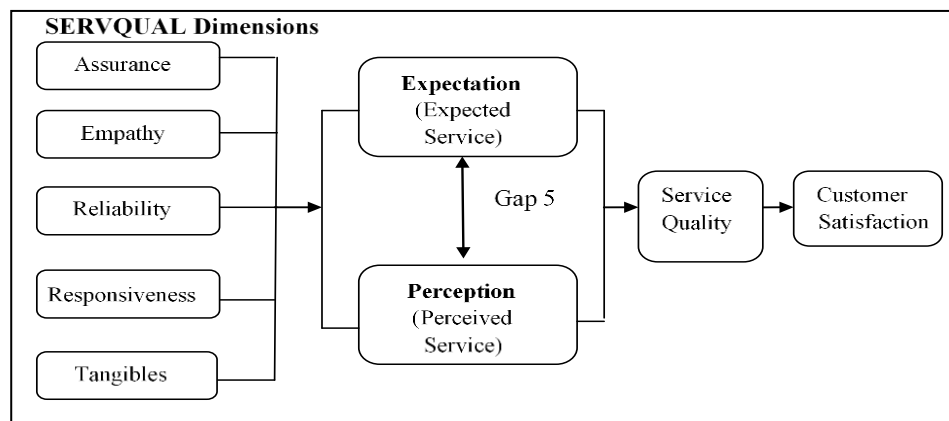 SERVQUAL Dimensions
Assurance
Empathy
Reliability
Responsiveness
Tangibles
Expectation
(Expected
Service)
Gap 5
Perception
(Perceived
Service)
Service
Quality
Customer
Satisfaction